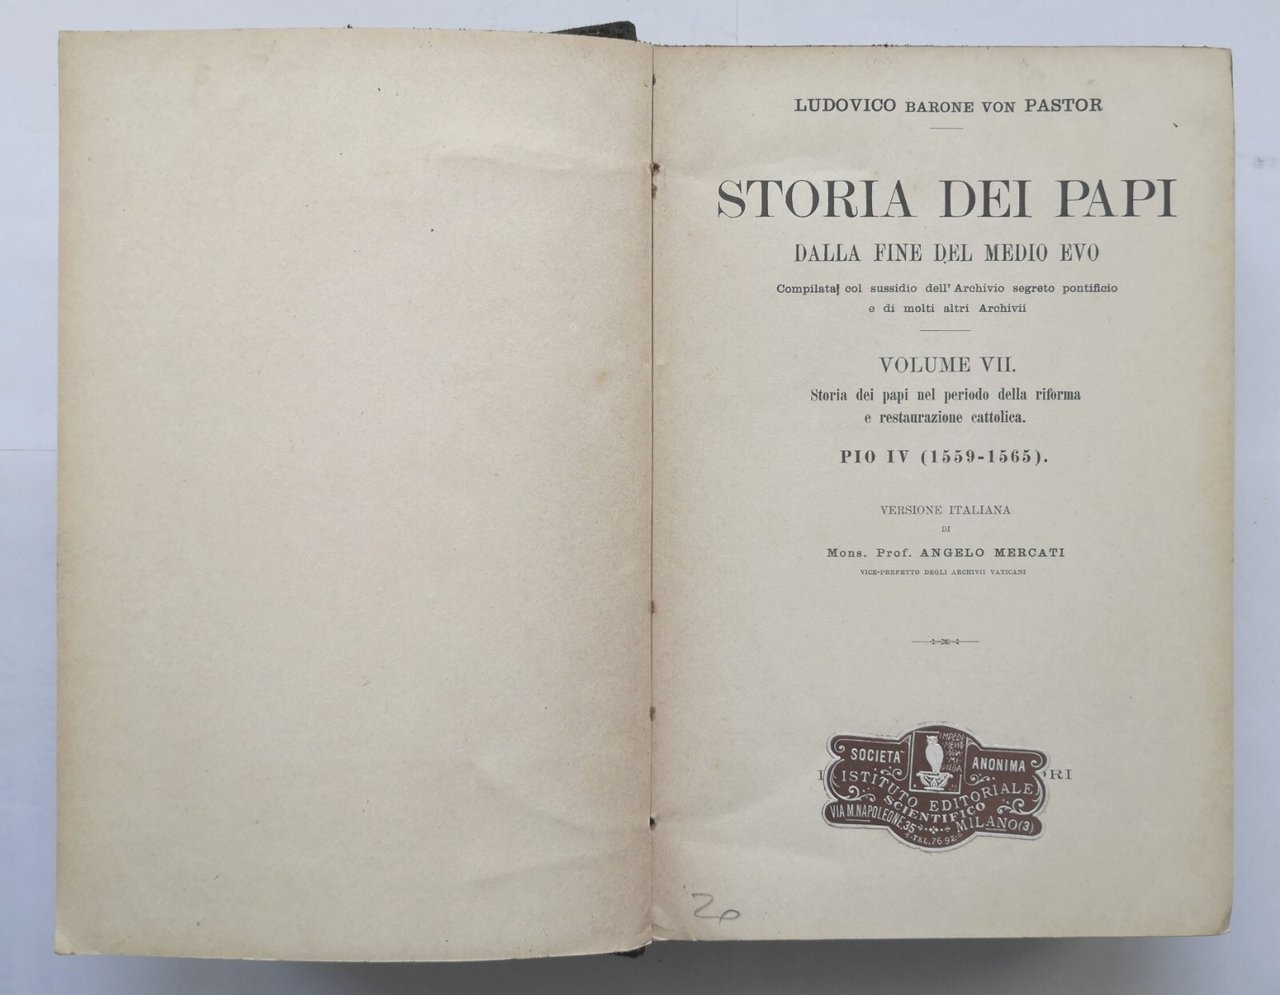 LUDOVICO BARONE VON PASTOR
STORIA DEI PAPI
DALLA FINE DEL MEDIO EVO
Compilata col sussidio dell' Archivio segreto pontificio
e di molti altri Archivii
VOLUME VII.
Storia dei papi nel periodo della riforma
e restaurazione cattolica.
PIO IV (1559-1565).
VERSIONE ITALIANA
DI
Mons. Prof. ANGELO MERCATI
VICE-PREFETTO DEGLI ARCHIVII VATICANI
SOCIETÀ ANONIMA
ISTITUTO EDITORIALE
SCIENTIFICO
VIA M. NAPOLEONE, 35 MILANO (3)
RI